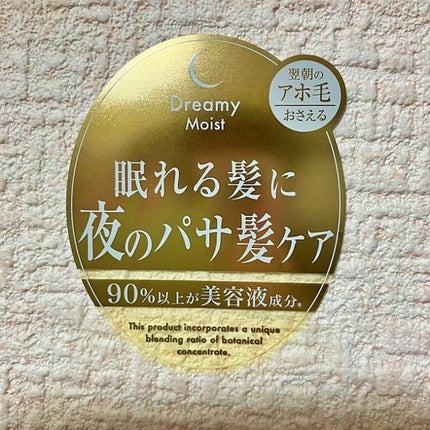 Dreamy
Moist
翌朝の
アホ毛
おさえる
眠れる髪に
夜のパサ髪ケア
90%以上が美容液成分。
This product incorporates a unique
blending ratio of botanical
concentrate.